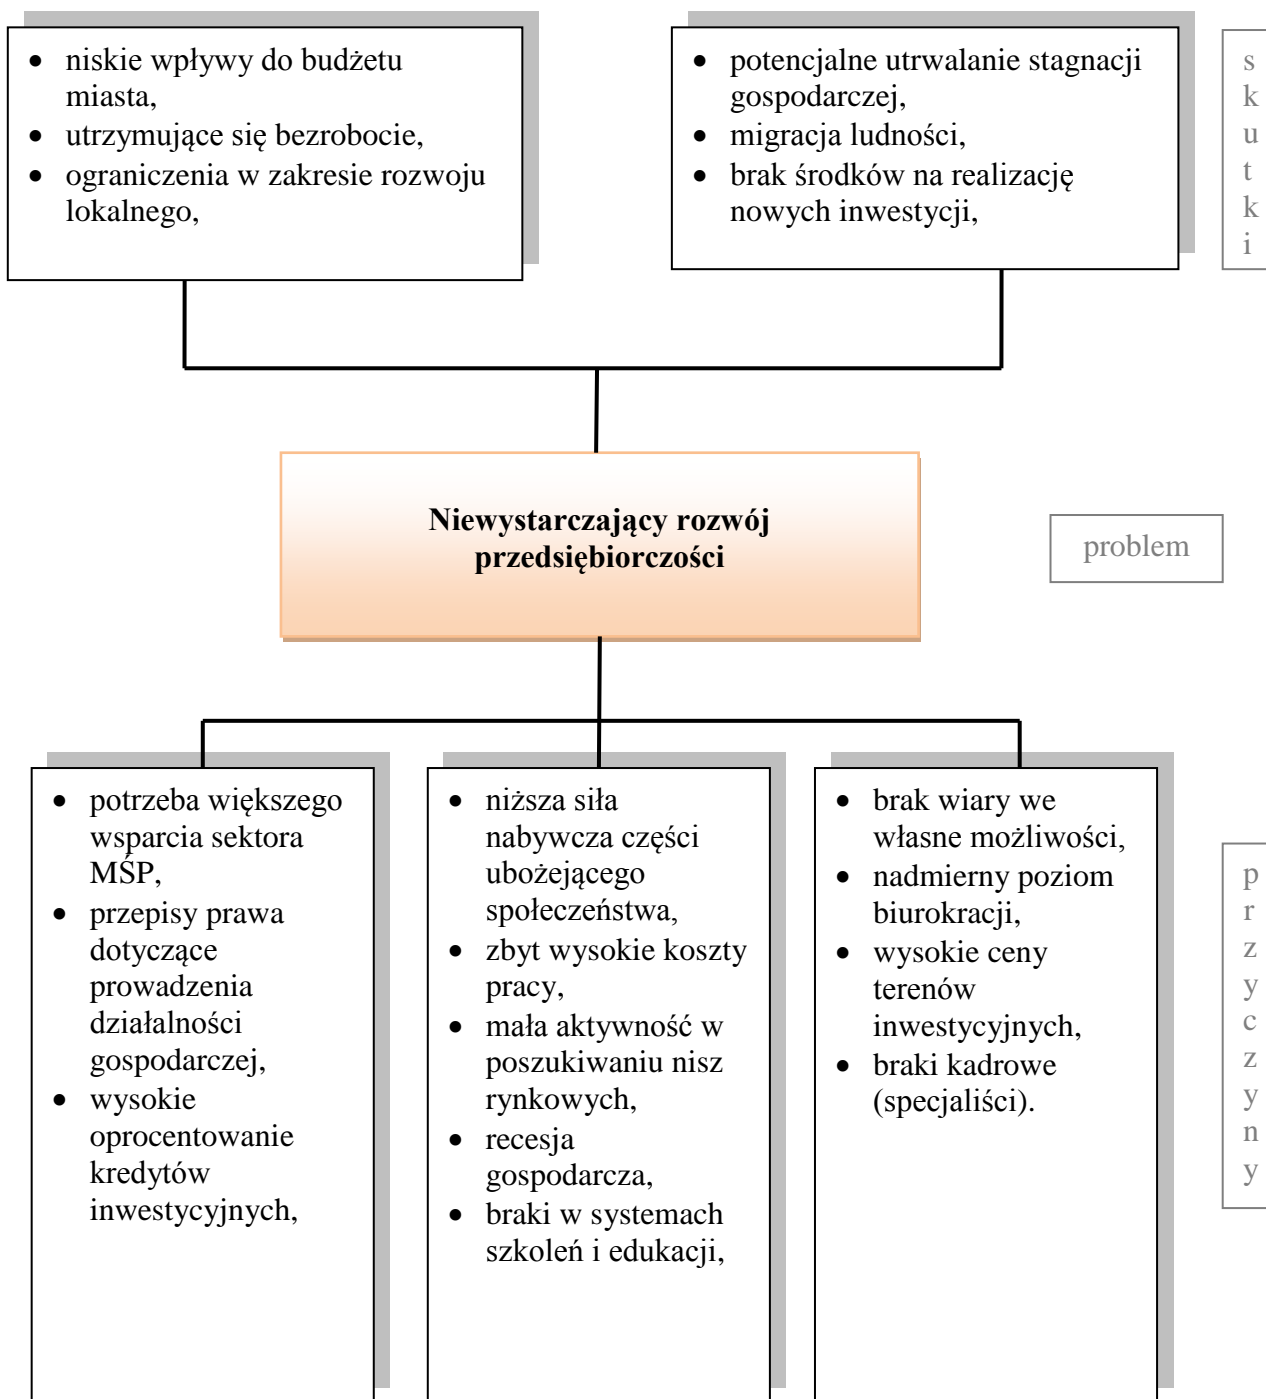 • niskie wpływy do budżetu
miasta,
• utrzymujące się bezrobocie,
• ograniczenia w zakresie rozwoju
lokalnego,
• potencjalne utrwalanie stagnacji
gospodarczej,
• migracja ludności,
• brak środków na realizację
nowych inwestycji,
s
k
u
t
k
i
Niewystarczający rozwój
przedsiębiorczości
problem
• potrzeba większego
wsparcia sektora
MŚP,
• przepisy prawa
dotyczące
prowadzenia
działalności
gospodarczej,
• wysokie
oprocentowanie
kredytów
inwestycyjnych,
• niższa siła
nabywcza części
ubożejącego
społeczeństwa,
• zbyt wysokie koszty
pracy,
• mała aktywność w
poszukiwaniu nisz
rynkowych,
• recesja
gospodarcza,
• braki w systemach
szkoleń i edukacji,
• brak wiary we
własne możliwości,
• nadmierny poziom
biurokracji,
• wysokie ceny
terenów
inwestycyjnych,
• braki kadrowe
(specjaliści).
p
r
z
y
c
z
y
n
y